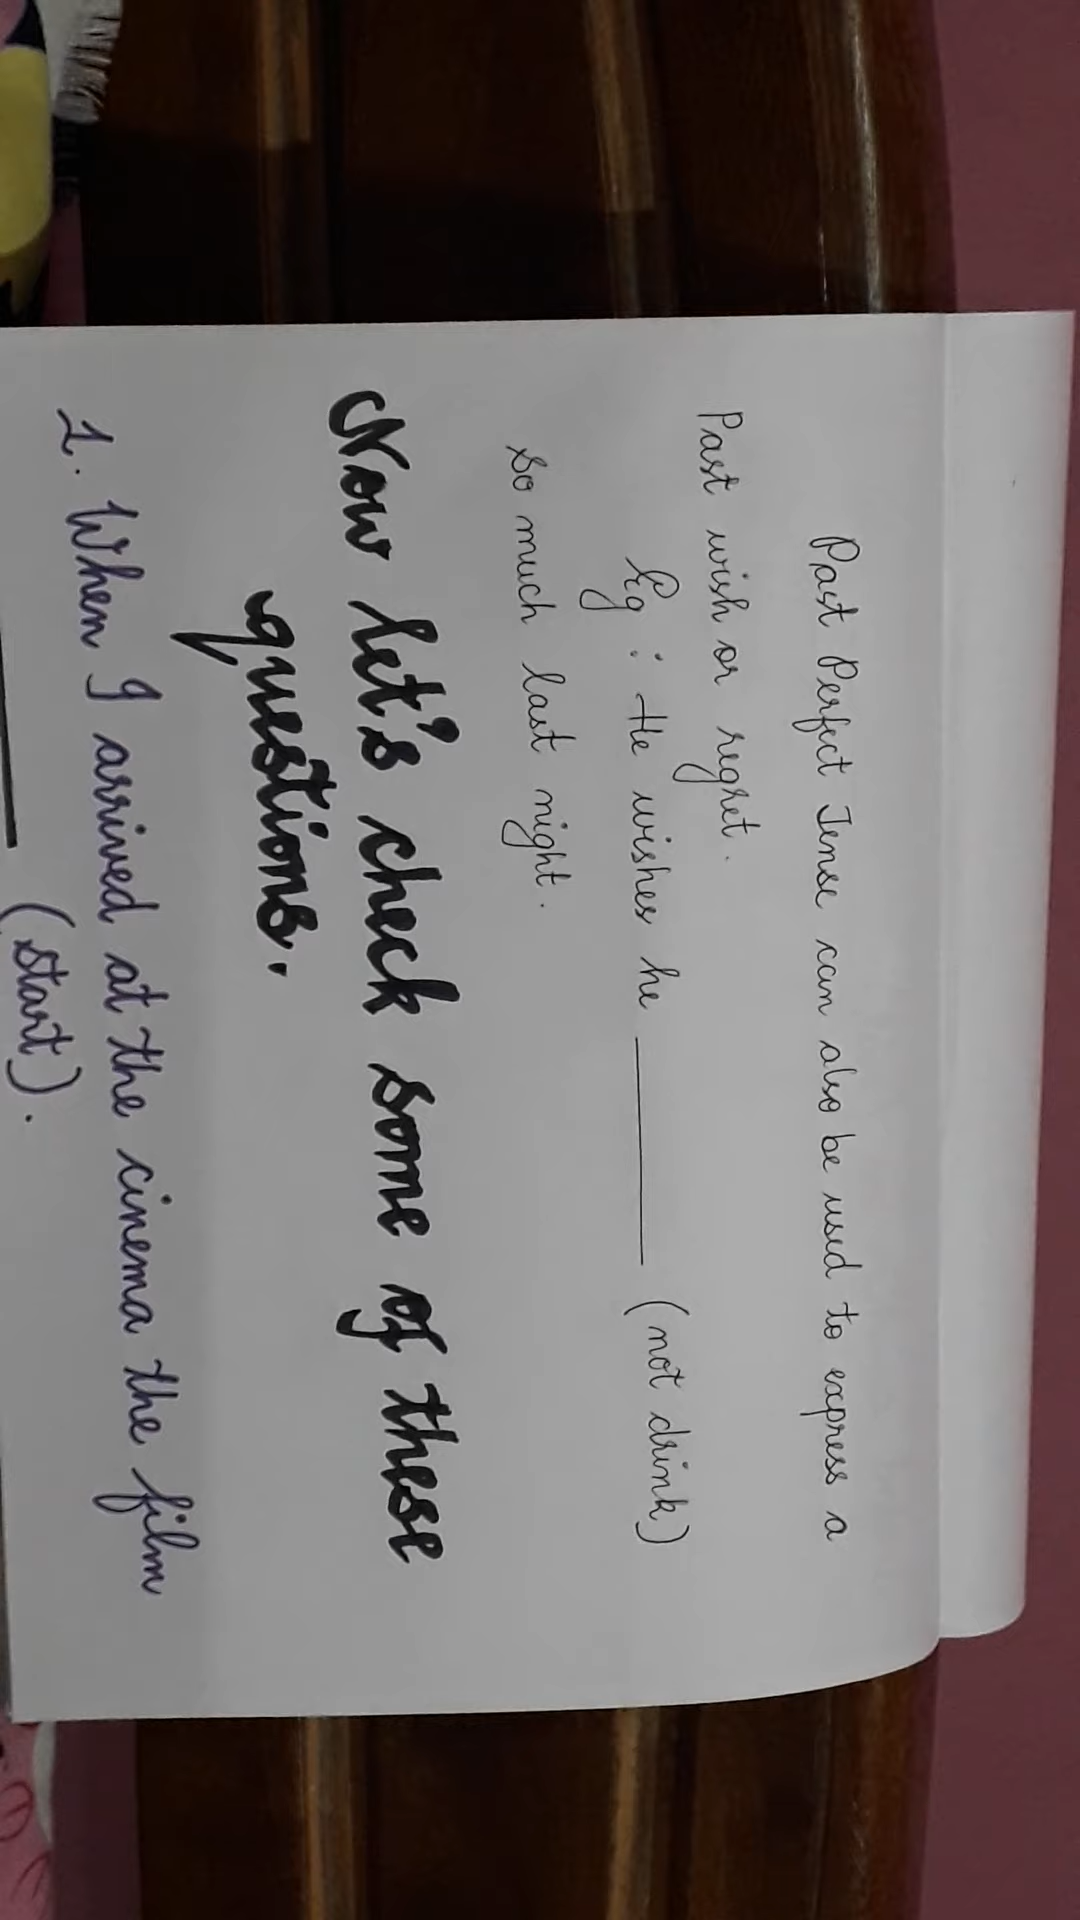 Past Perfect Tense can also be used to express a
Past wish or regret.
Eg : He wishes he ________ (not drink)
so much last night.
Now let's check some of these
questions.
1. When I arrived at the cinema the film
________ (start).